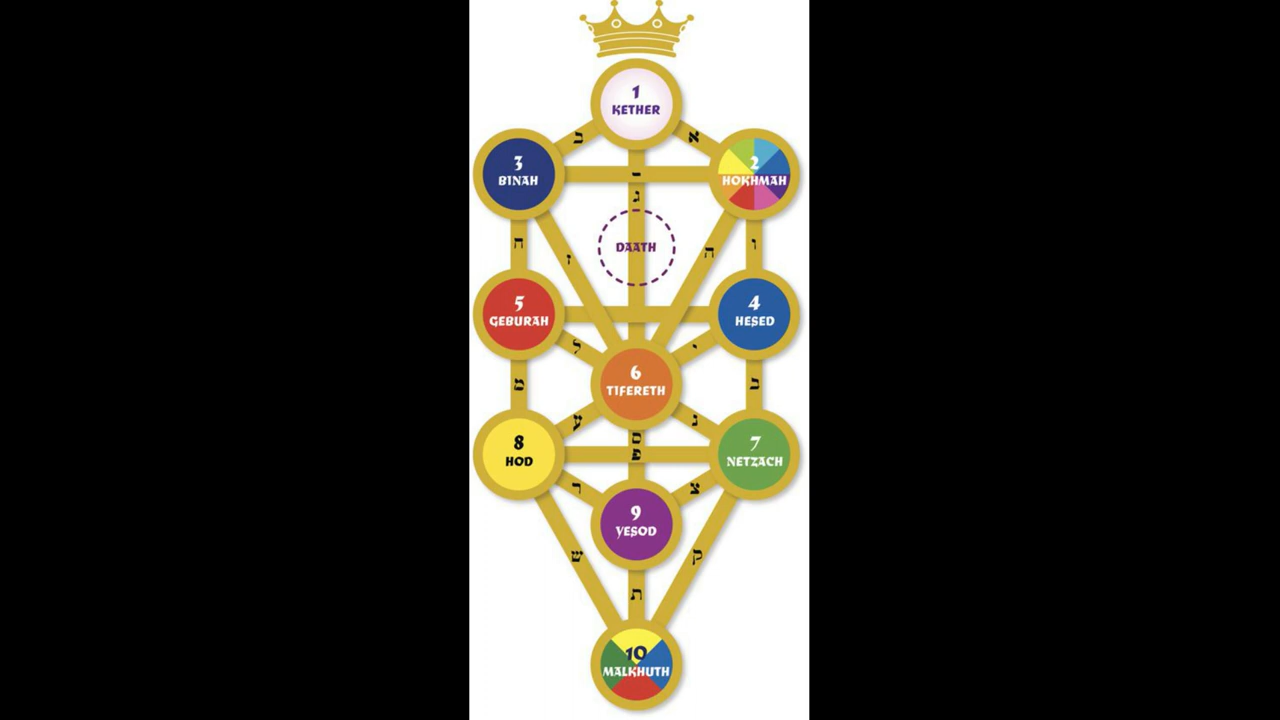 1
KETHER
ב
א
3
BINAH
2
HOKHMAH
ג
DAATH
ח
ז
ה
ו
5
GEBURAH
4
HESED
ל
י
6
TIFERETH
מ
כ
ע
נ
ס
פ
8
HOD
7
NETZACH
ר
צ
9
YESOD
ש
ק
ת
10
MALKHUTH